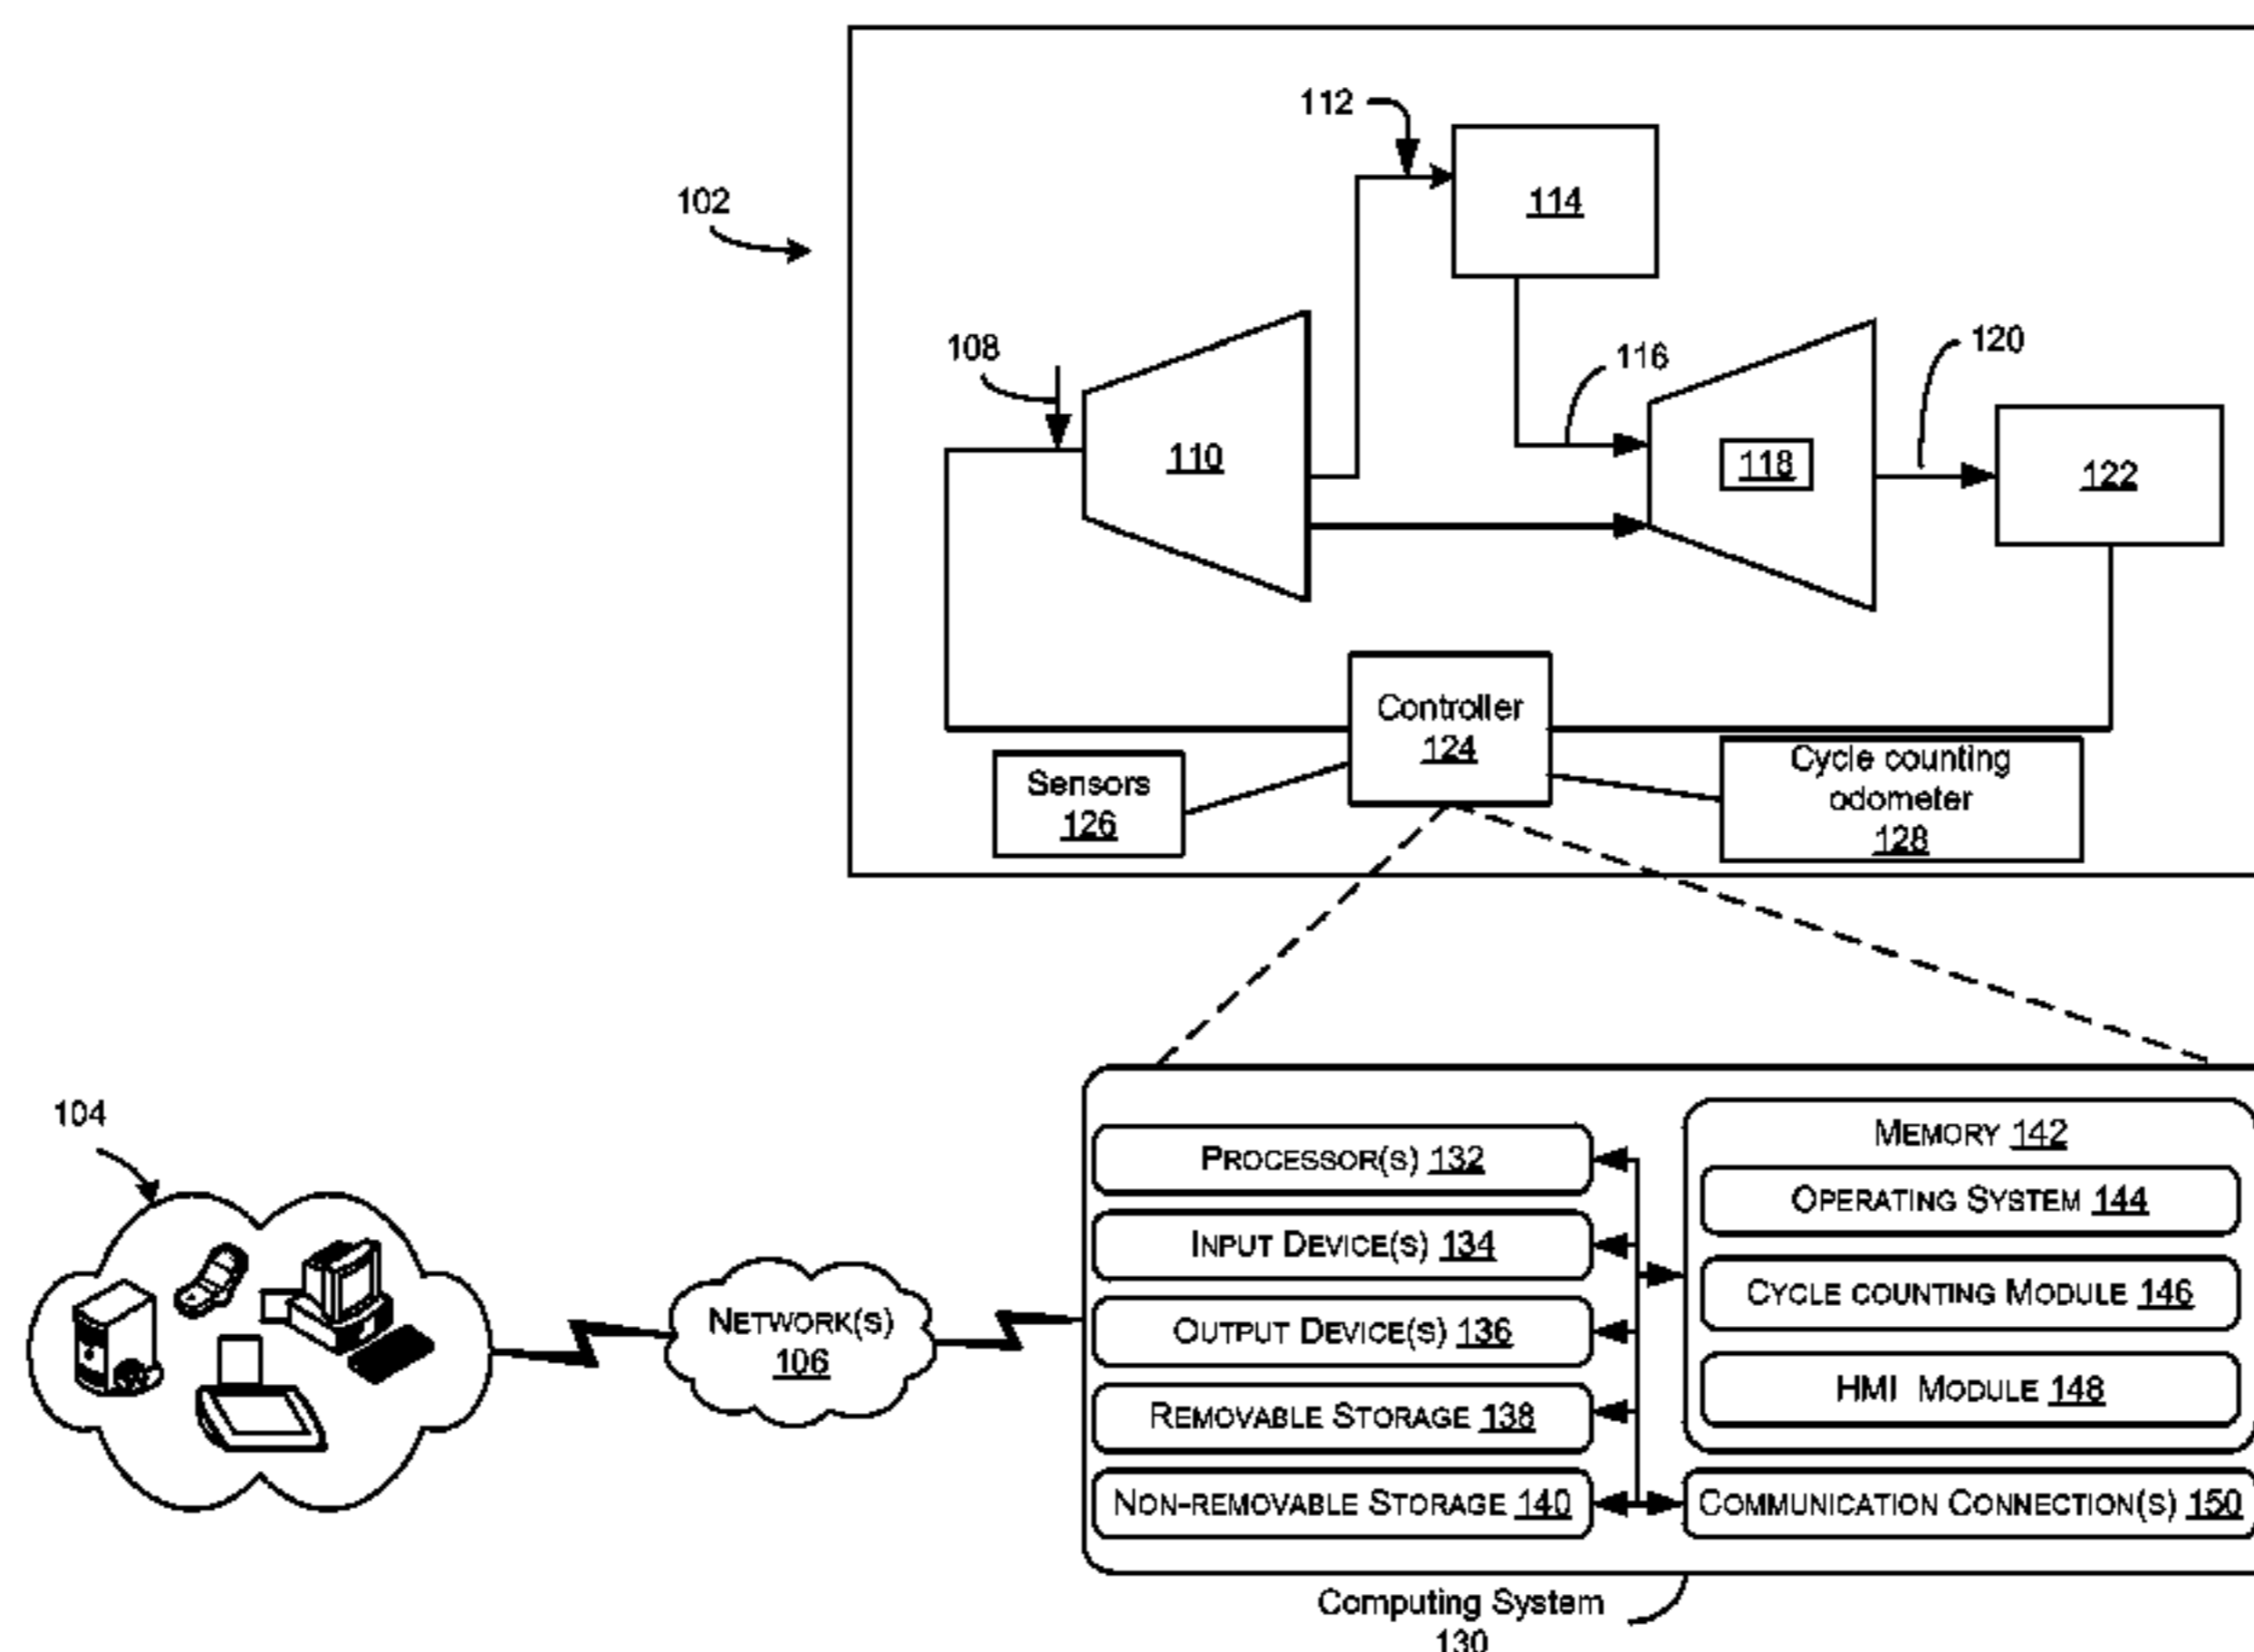 112
114
102
108
116
120
110
118
122
Controller
124
Sensors
126
Cycle counting
odometer
128
104
NETWORK(S)
106
PROCESSOR(S) 132
INPUT DEVICE(S) 134
OUTPUT DEVICE(S) 136
REMOVABLE STORAGE 138
NON-REMOVABLE STORAGE 140
MEMORY 142
OPERATING SYSTEM 144
CYCLE COUNTING MODULE 146
HMI MODULE 148
COMMUNICATION CONNECTION(S) 150
Computing System
130